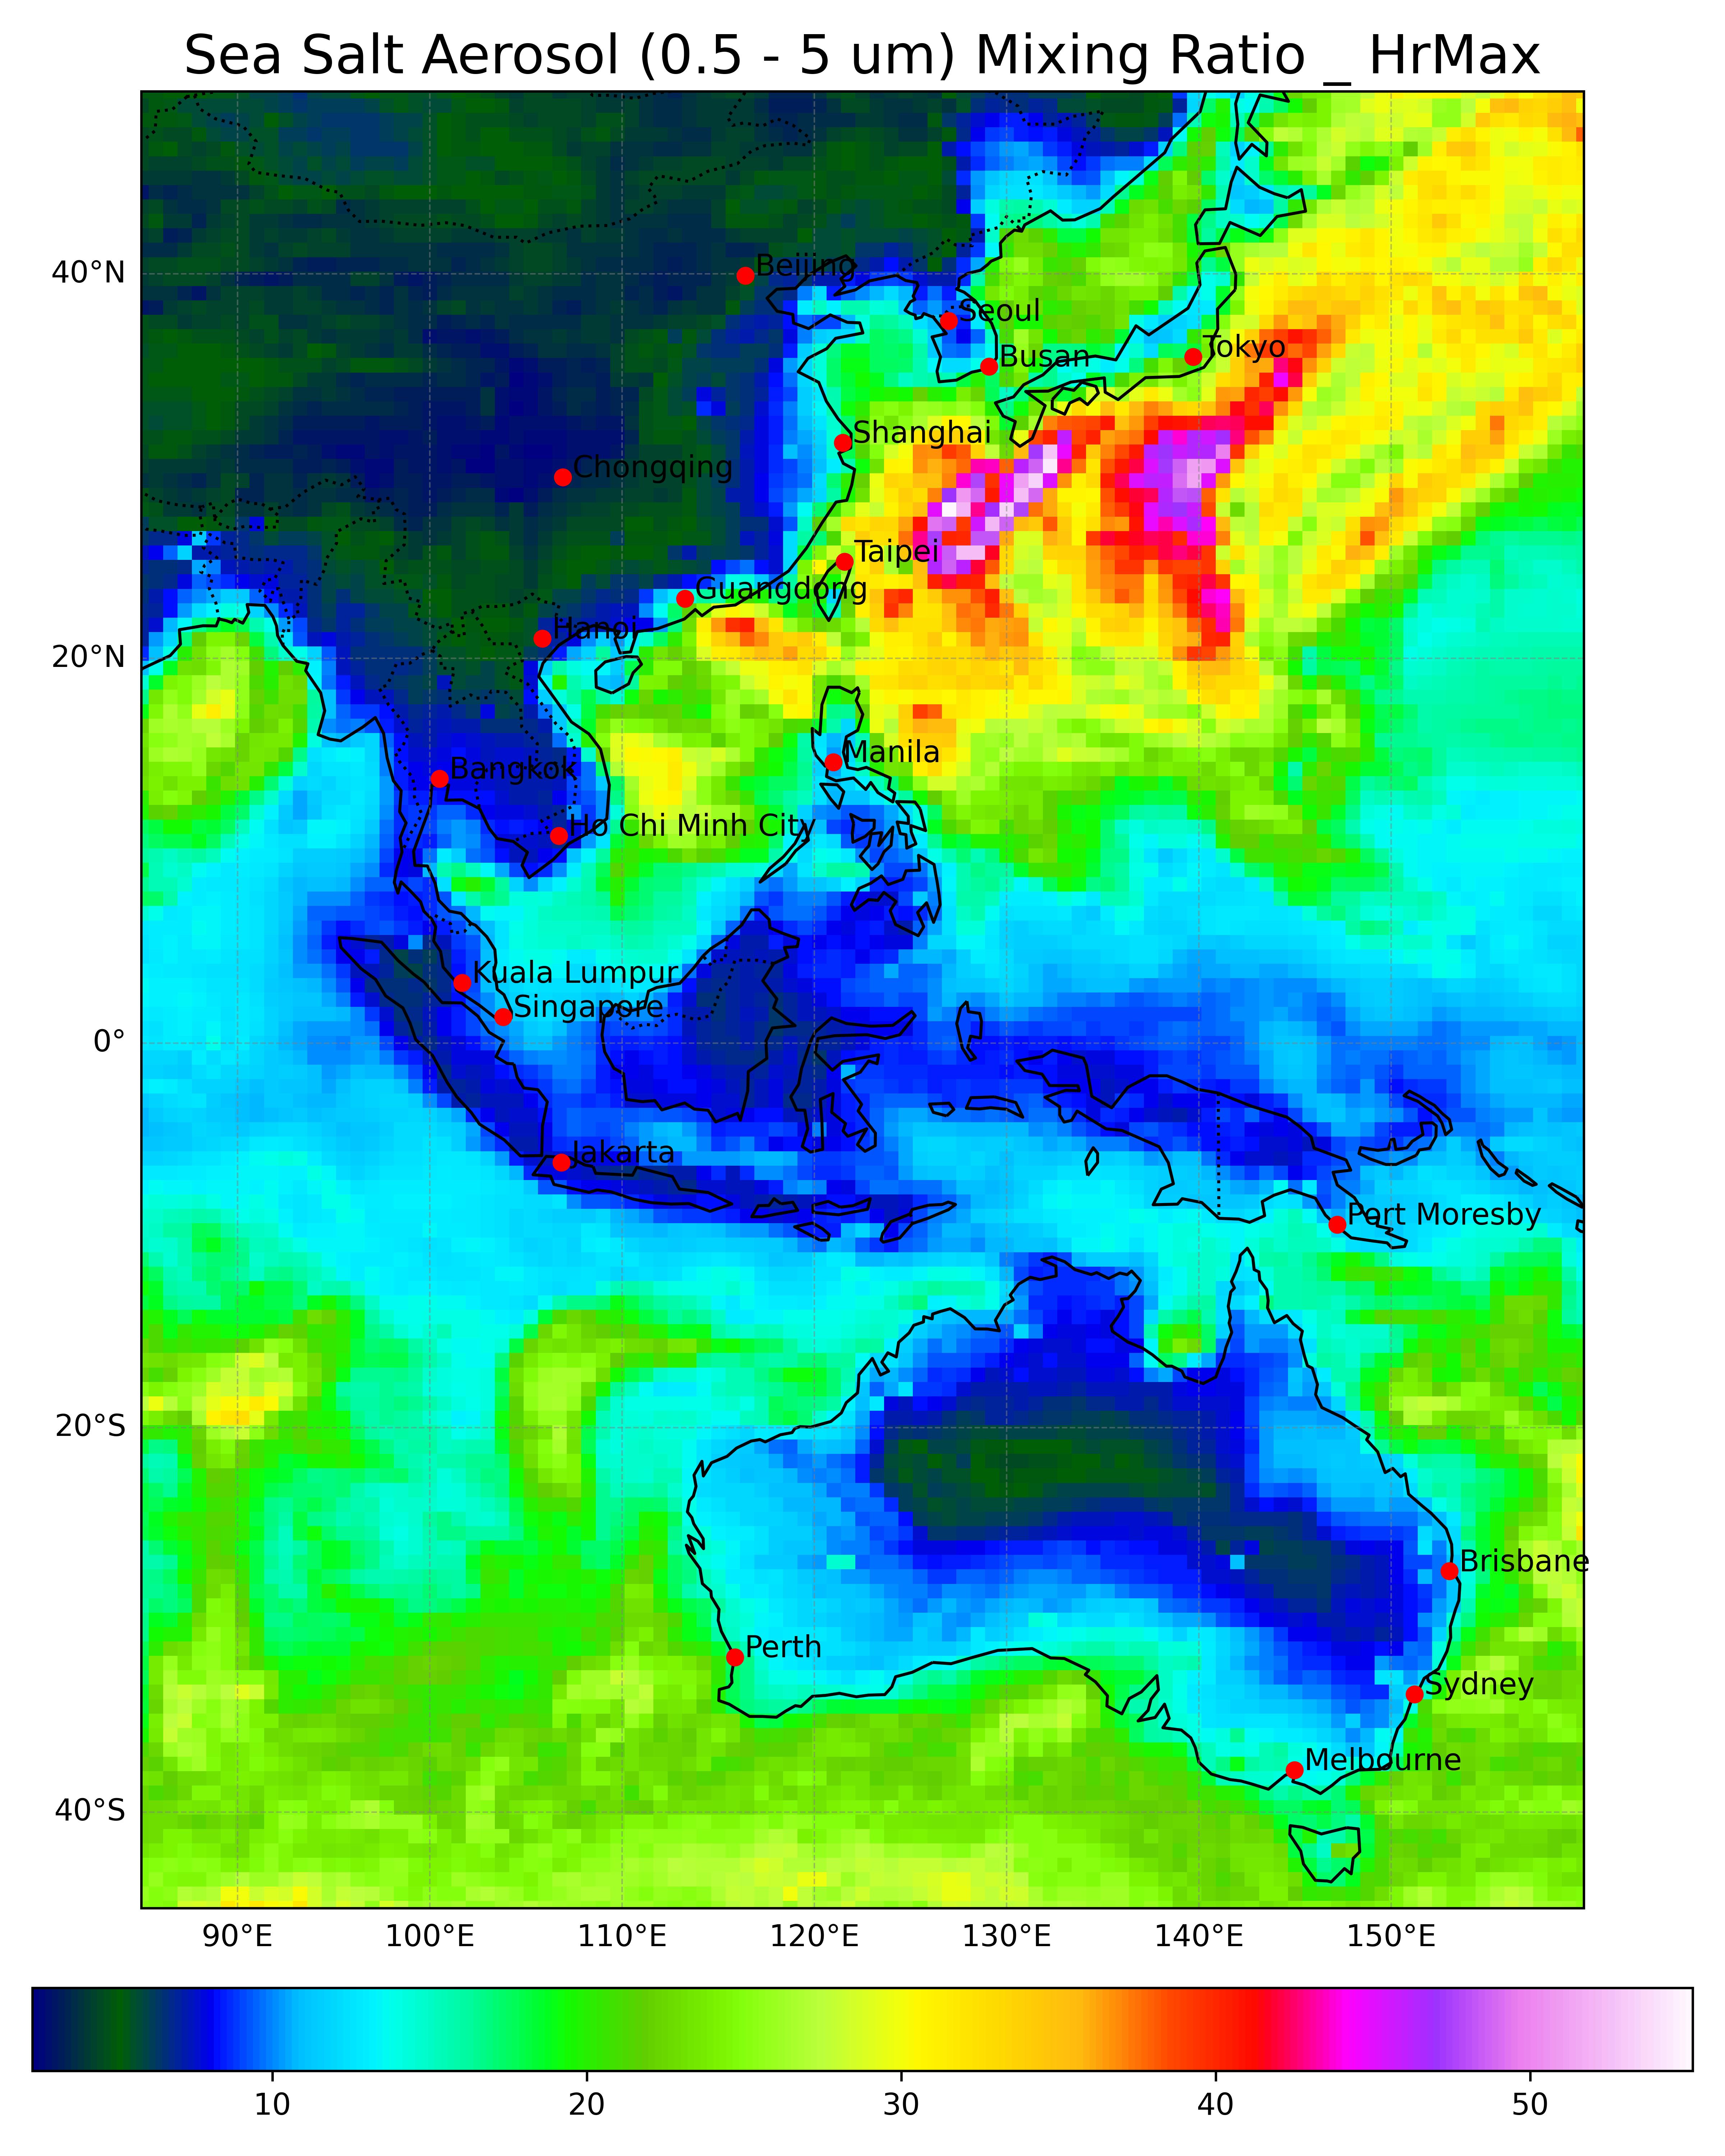 Sea Salt Aerosol (0.5 - 5 um) Mixing Ratio _ HrMax
40°N
20°N
0°
20°S
40°S
Beijing
Seoul
Tokyo
Busan
Shanghai
Chongqing
Taipei
Guangdong
Hanoi
Manila
Bangkok
Ho Chi Minh City
Kuala Lumpur
Singapore
Jakarta
Port Moresby
Brisbane
Perth
Sydney
Melbourne
90°E 100°E 110°E 120°E 130°E 140°E 150°E
10 20 30 40 50